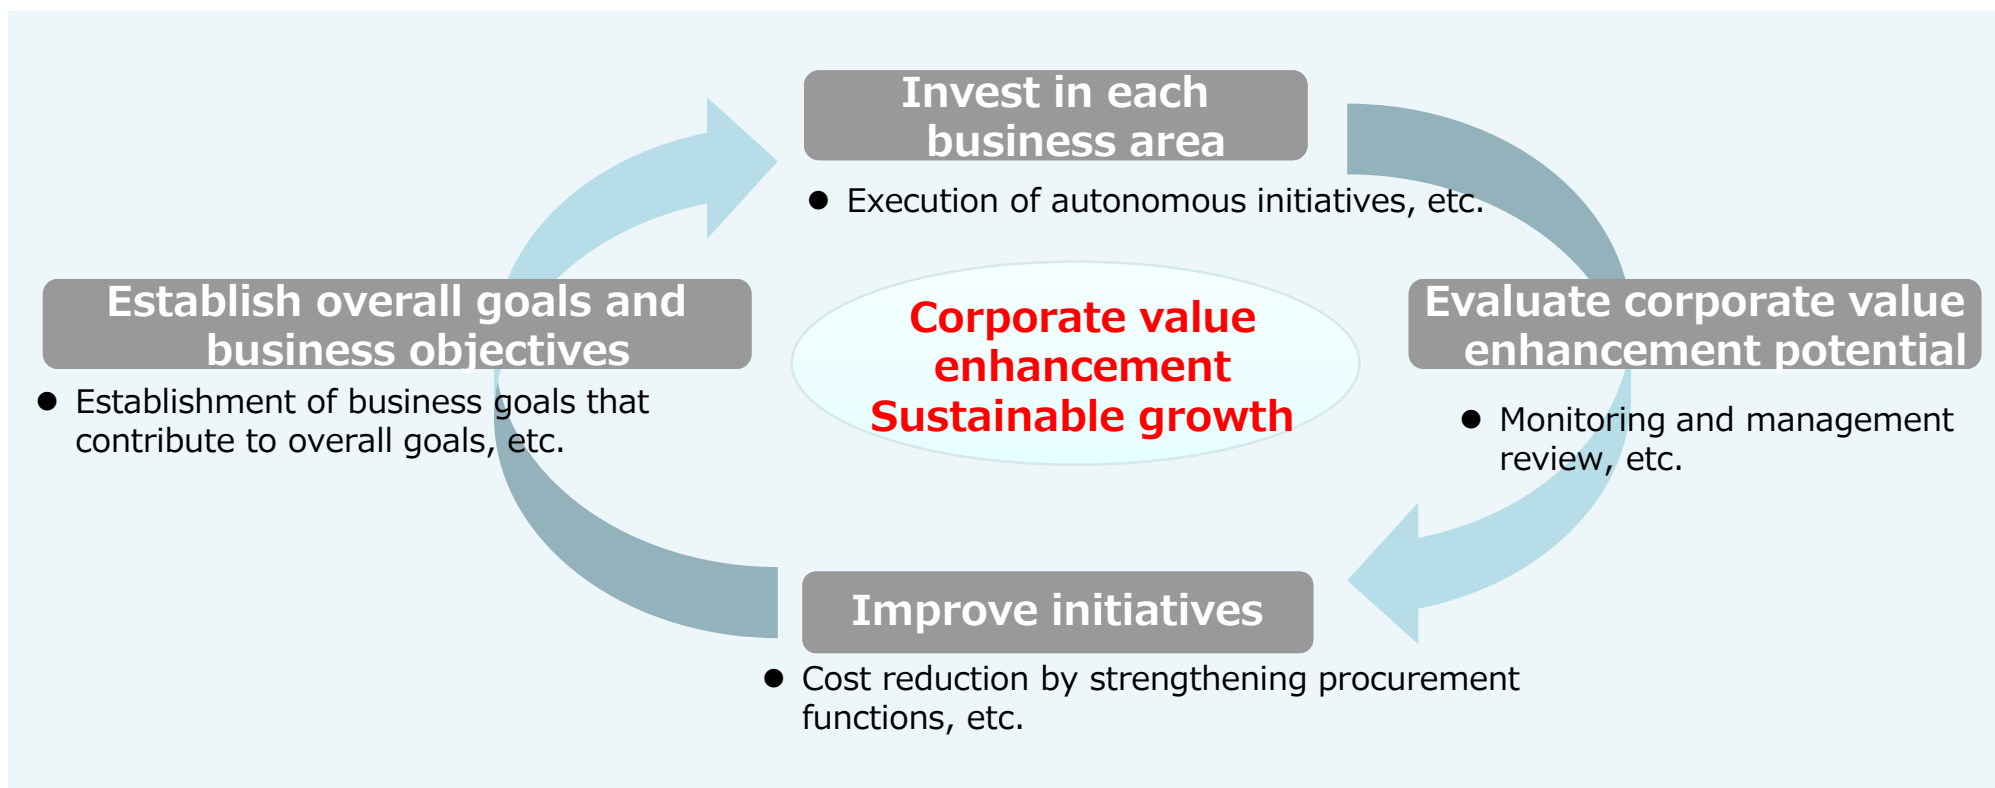 Invest in each
business area
● Execution of autonomous initiatives, etc.
Establish overall goals and
business objectives
● Establishment of business goals that
contribute to overall goals, etc.
Corporate value
enhancement
Sustainable growth
Evaluate corporate value
enhancement potential
● Monitoring and management
review, etc.
Improve initiatives
● Cost reduction by strengthening procurement
functions, etc.